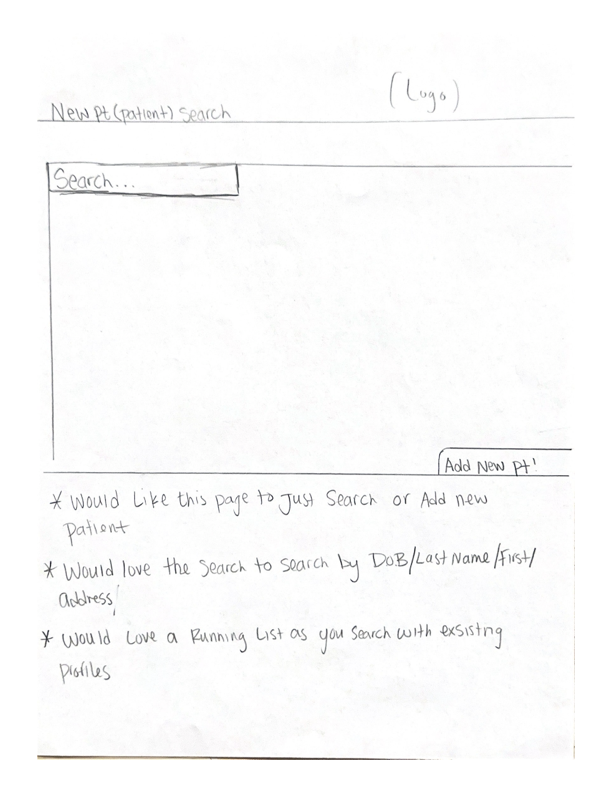 (Logo)
New pt(patient) Search
Search...
Add New pt!
* Would Like this page to Just Search or Add new
patient
* Would love the Search to Search by DOB/Last Name/First/
address
* Would Love a Running List as you Search with exsisting
profiles